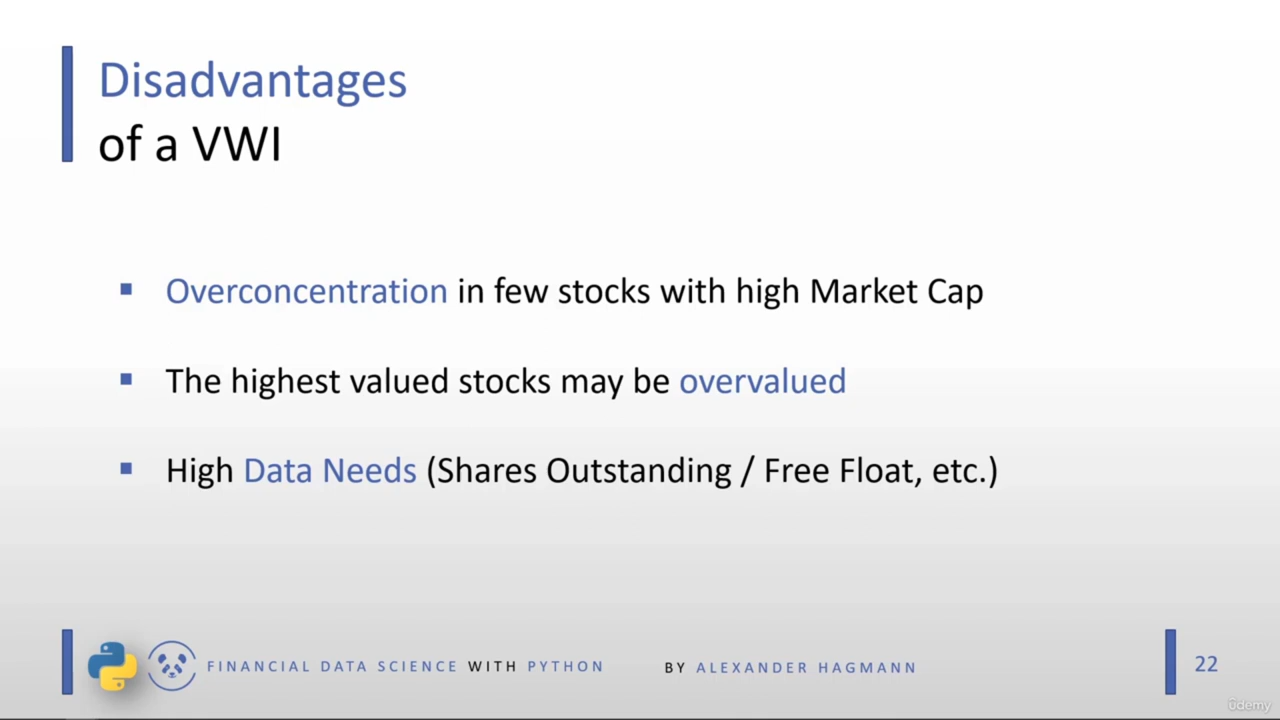 Disadvantages
of a VWI
▪ Overconcentration in few stocks with high Market Cap
▪ The highest valued stocks may be overvalued
▪ High Data Needs (Shares Outstanding / Free Float, etc.)
FINANCIAL DATA SCIENCE WITH PYTHON BY ALEXANDER HAGMANN
22
ûdemy